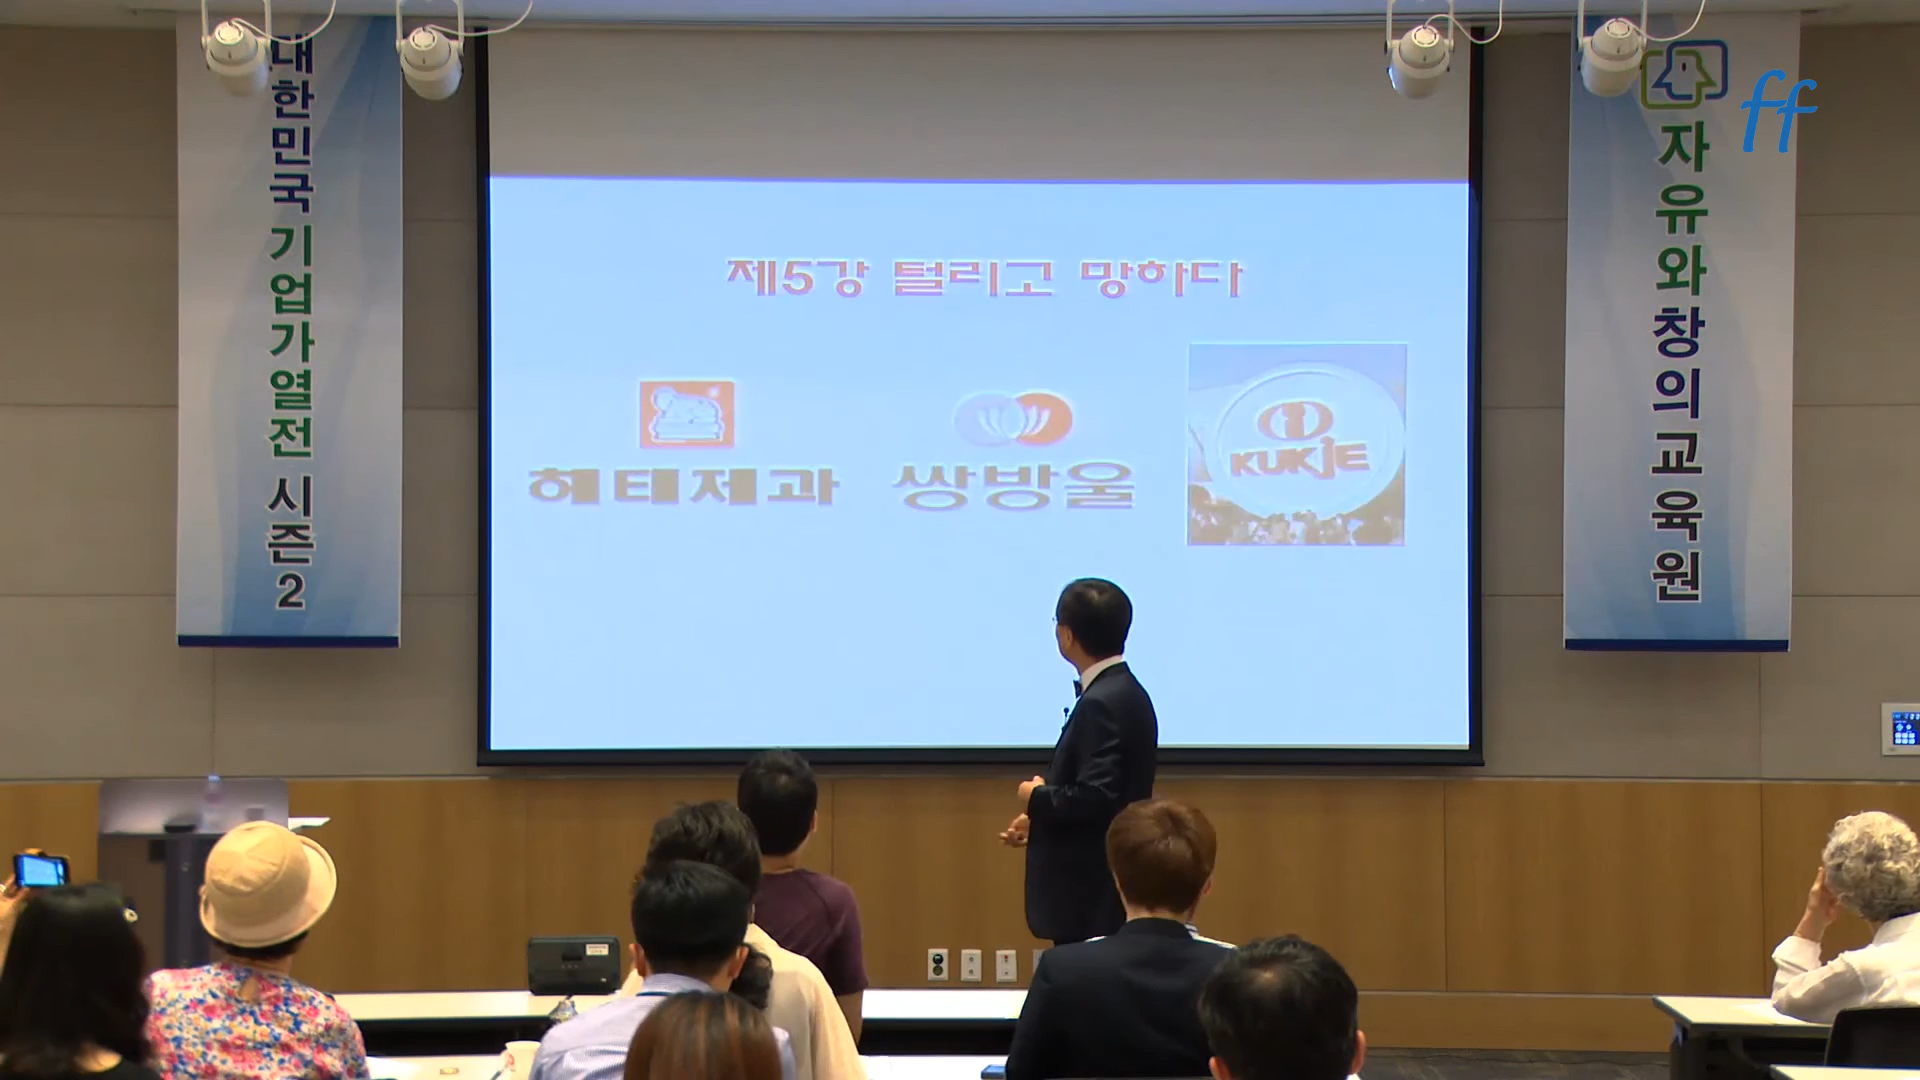 대한민국 기업가열전 시즌2
제5강 털리고 망하다
해태제과
쌍방울
KUKJE
자유와창의교육원
ff